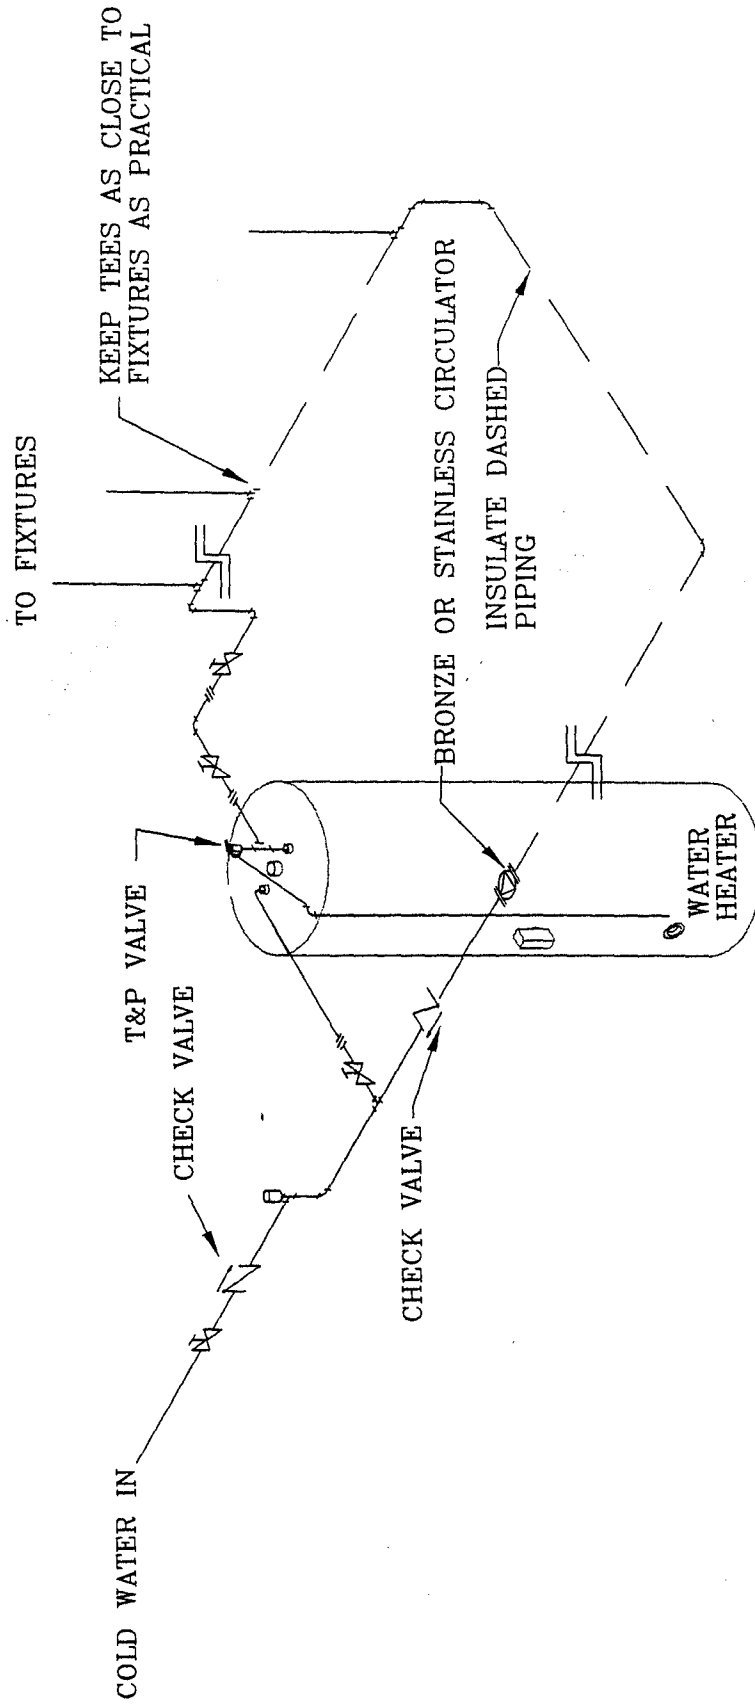 COLD WATER IN
CHECK VALVE
T&P VALVE
TO FIXTURES
KEEP TEES AS CLOSE TO
FIXTURES AS PRACTICAL
CHECK VALVE
BRONZE OR STAINLESS CIRCULATOR
INSULATE DASHED
PIPING
WATER
HEATER